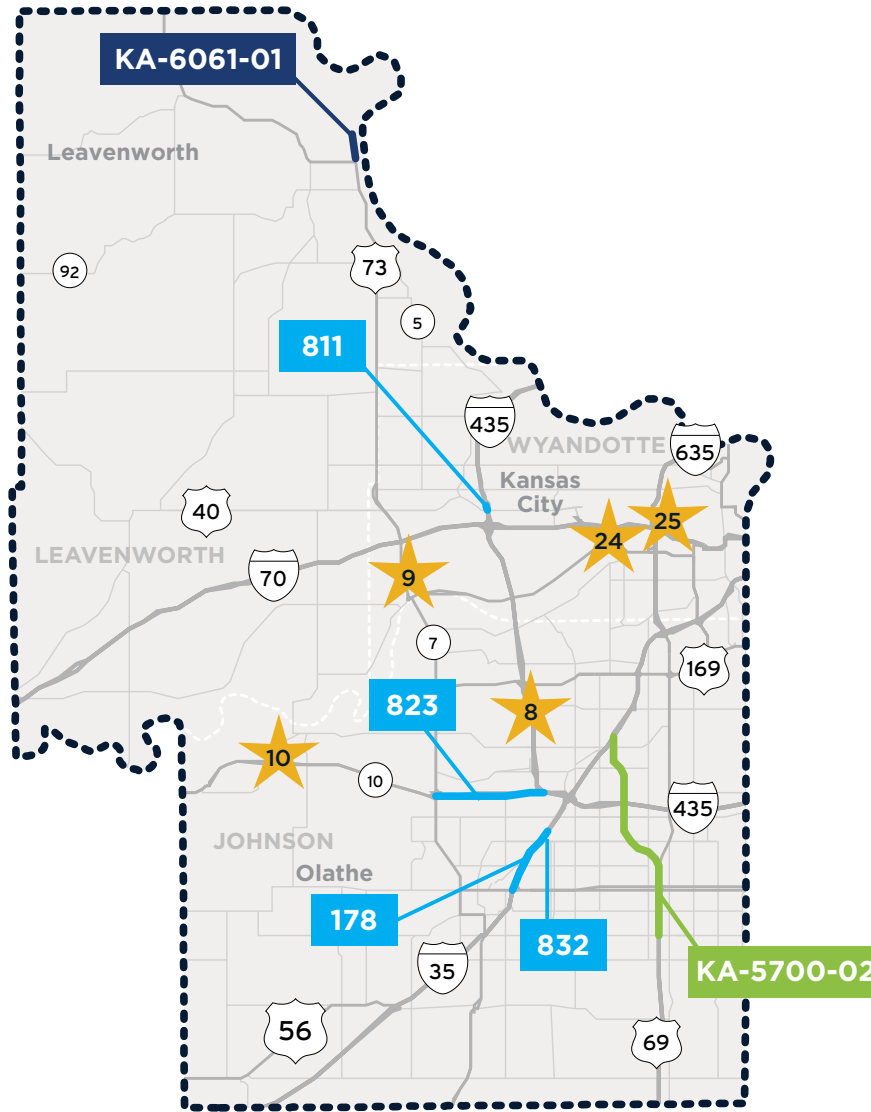 KA-6061-01
Leavenworth
92
73
5
811
435
WYANDOTTE
635
Kansas
City
40
25
24
LEAVENWORTH
70
9
7
169
823
8
10
10
435
JOHNSON
Olathe
178
832
35
KA-5700-02
56
69